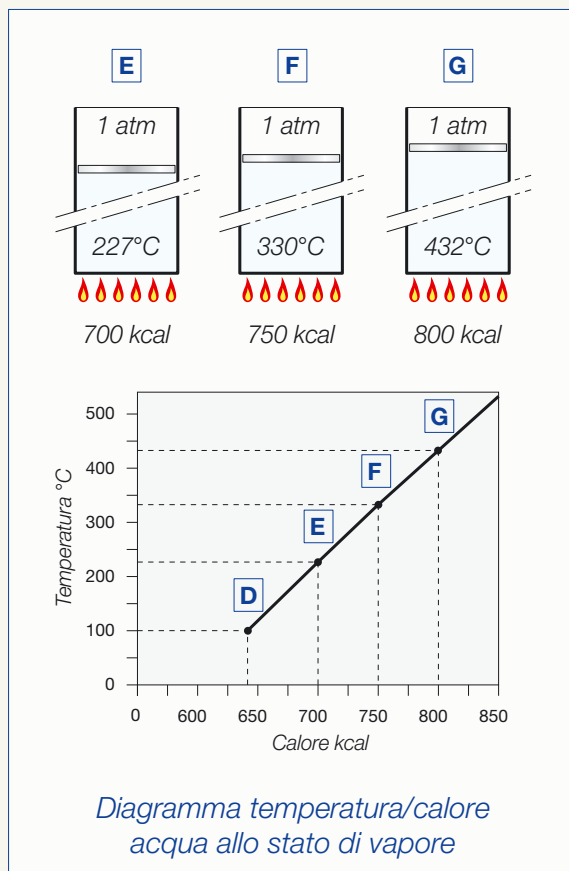 E F G
1 atm 1 atm 1 atm
227°C 330°C 432°C
700 kcal 750 kcal 800 kcal
500
400
300
200
100
0
Temperatura °C
G
F
E
D
0 600 650 700 750 800 850
Calore kcal
Diagramma temperatura/calore
acqua allo stato di vapore